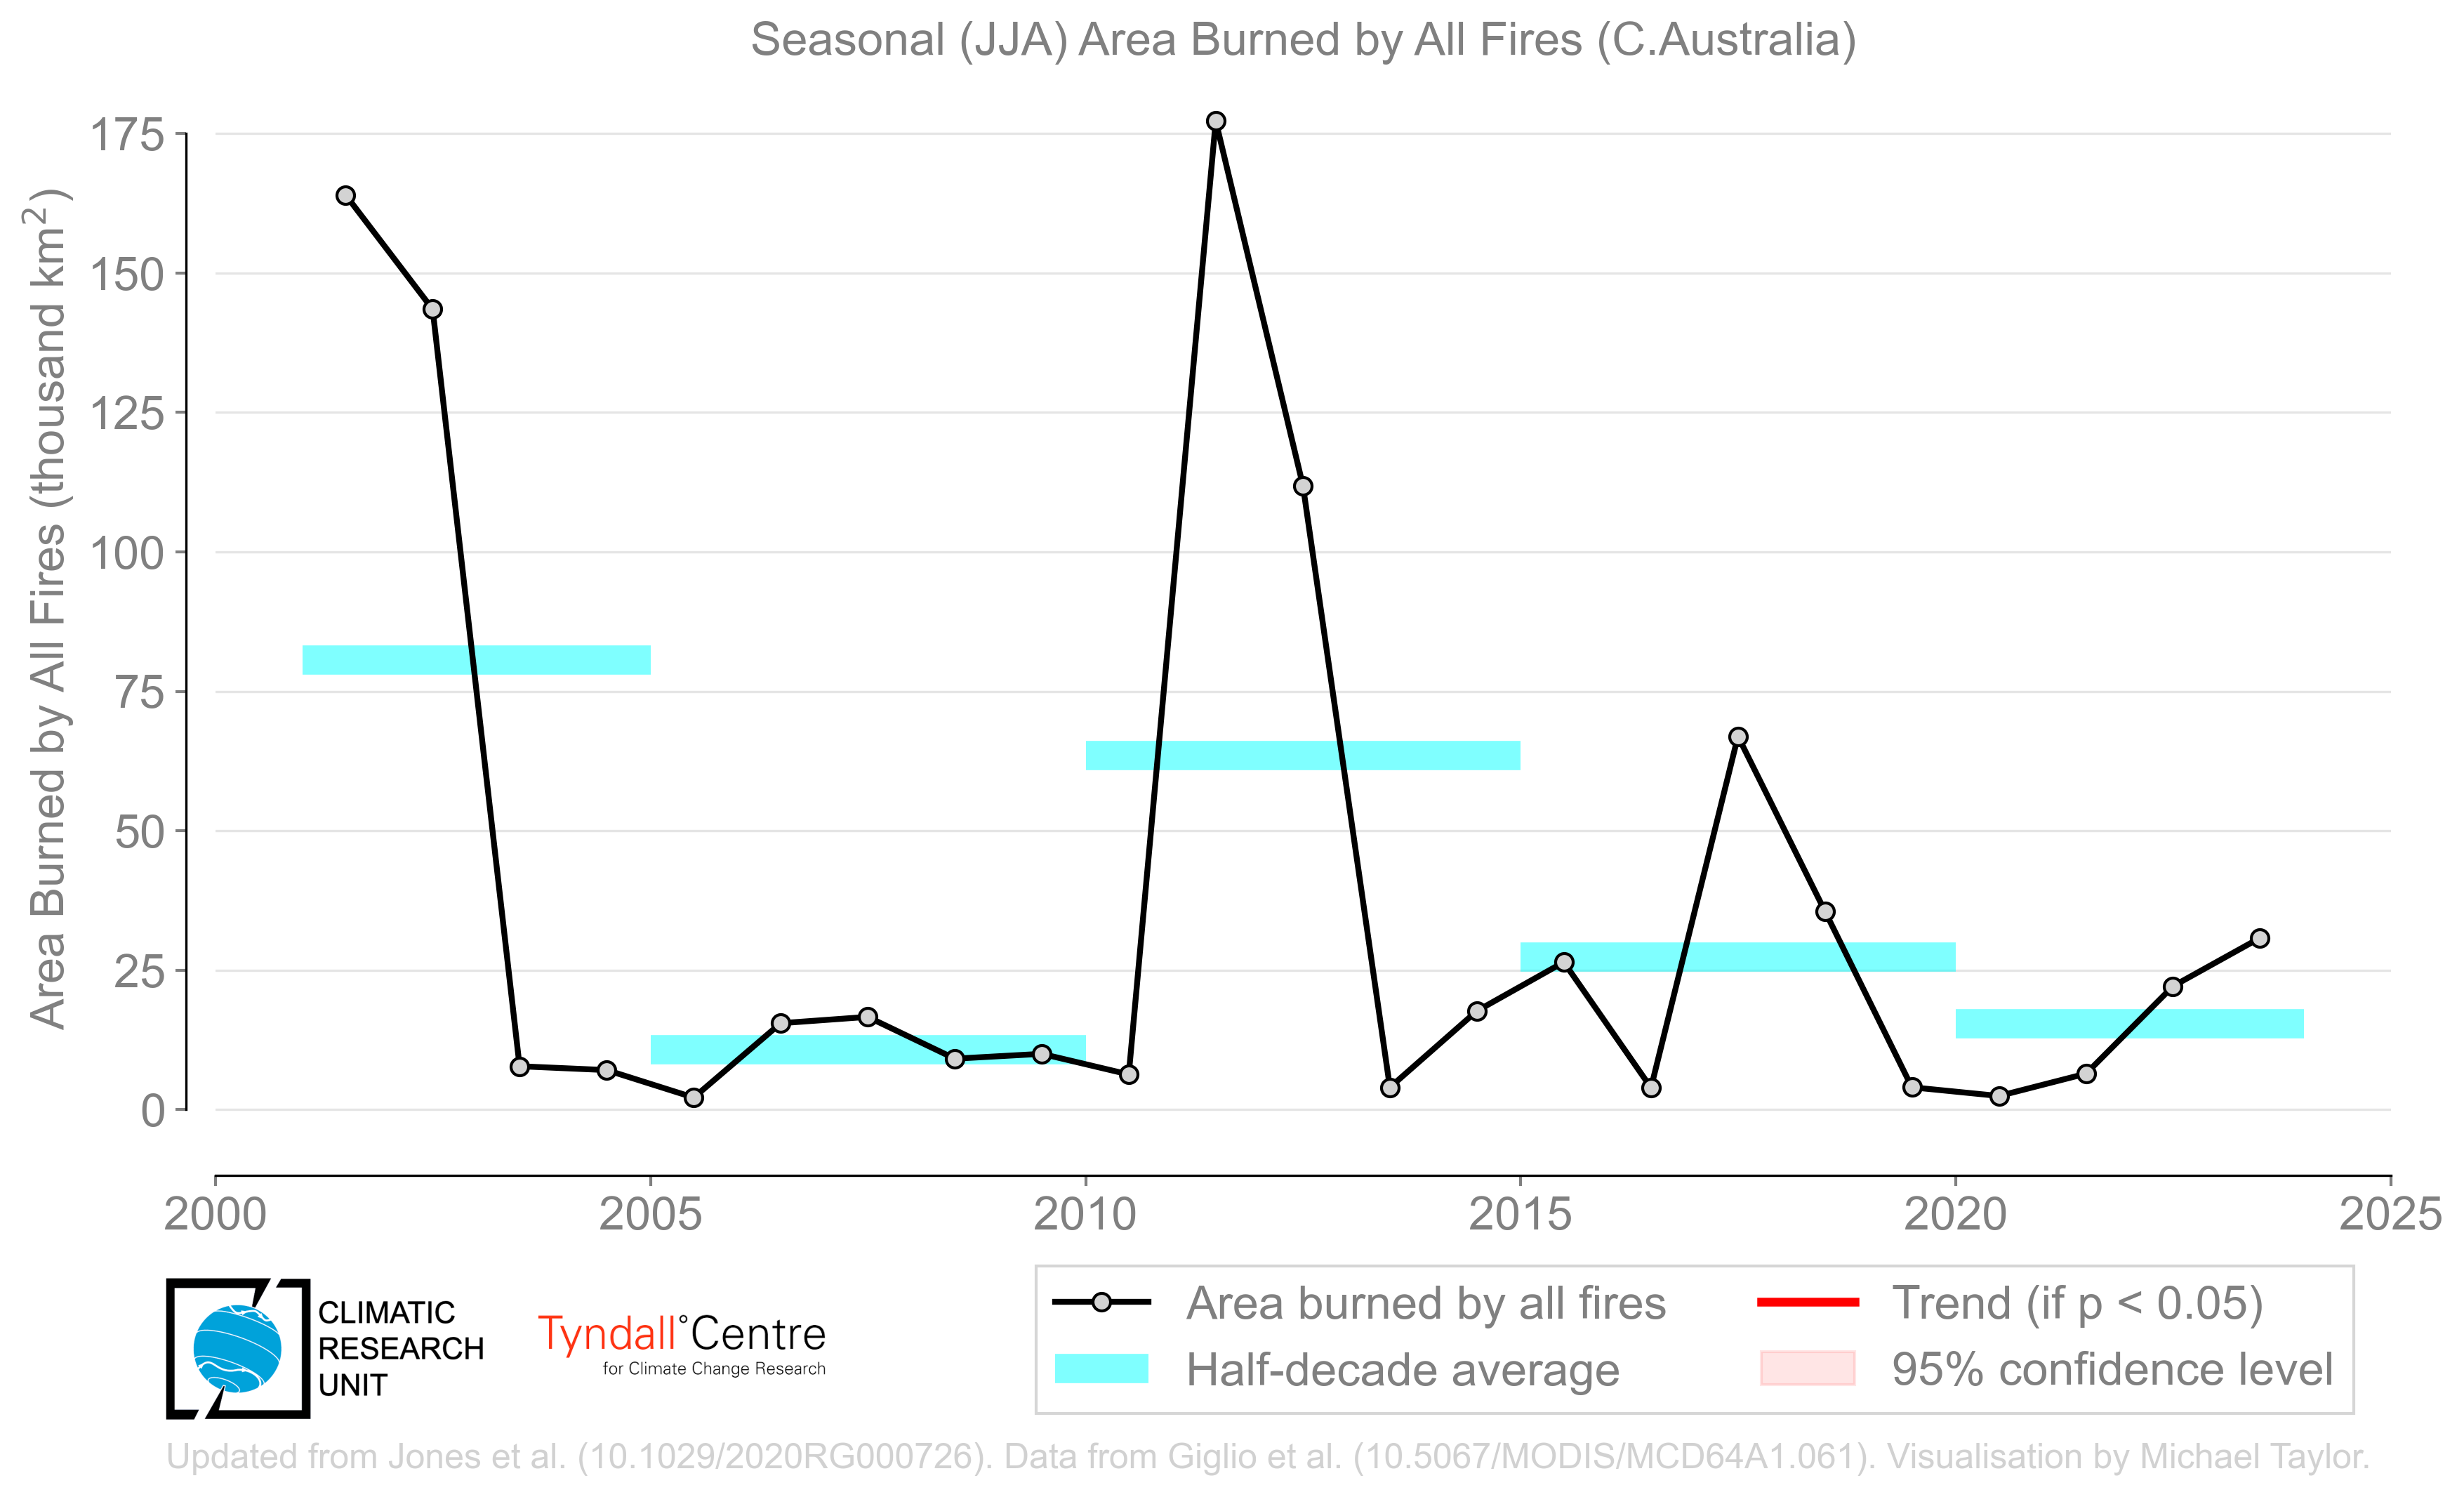 Seasonal (JJA) Area Burned by All Fires (C.Australia)
Area Burned by All Fires (thousand km²)
175
150
125
100
75
50
25
0
2000 2005 2010 2015 2020 2025
CLIMATIC
RESEARCH
UNIT
Tyndall°Centre
for Climate Change Research
Area burned by all fires
Half-decade average
Trend (if p < 0.05)
95% confidence level
Updated from Jones et al. (10.1029/2020RG000726). Data from Giglio et al. (10.5067/MODIS/MCD64A1.061). Visualisation by Michael Taylor.